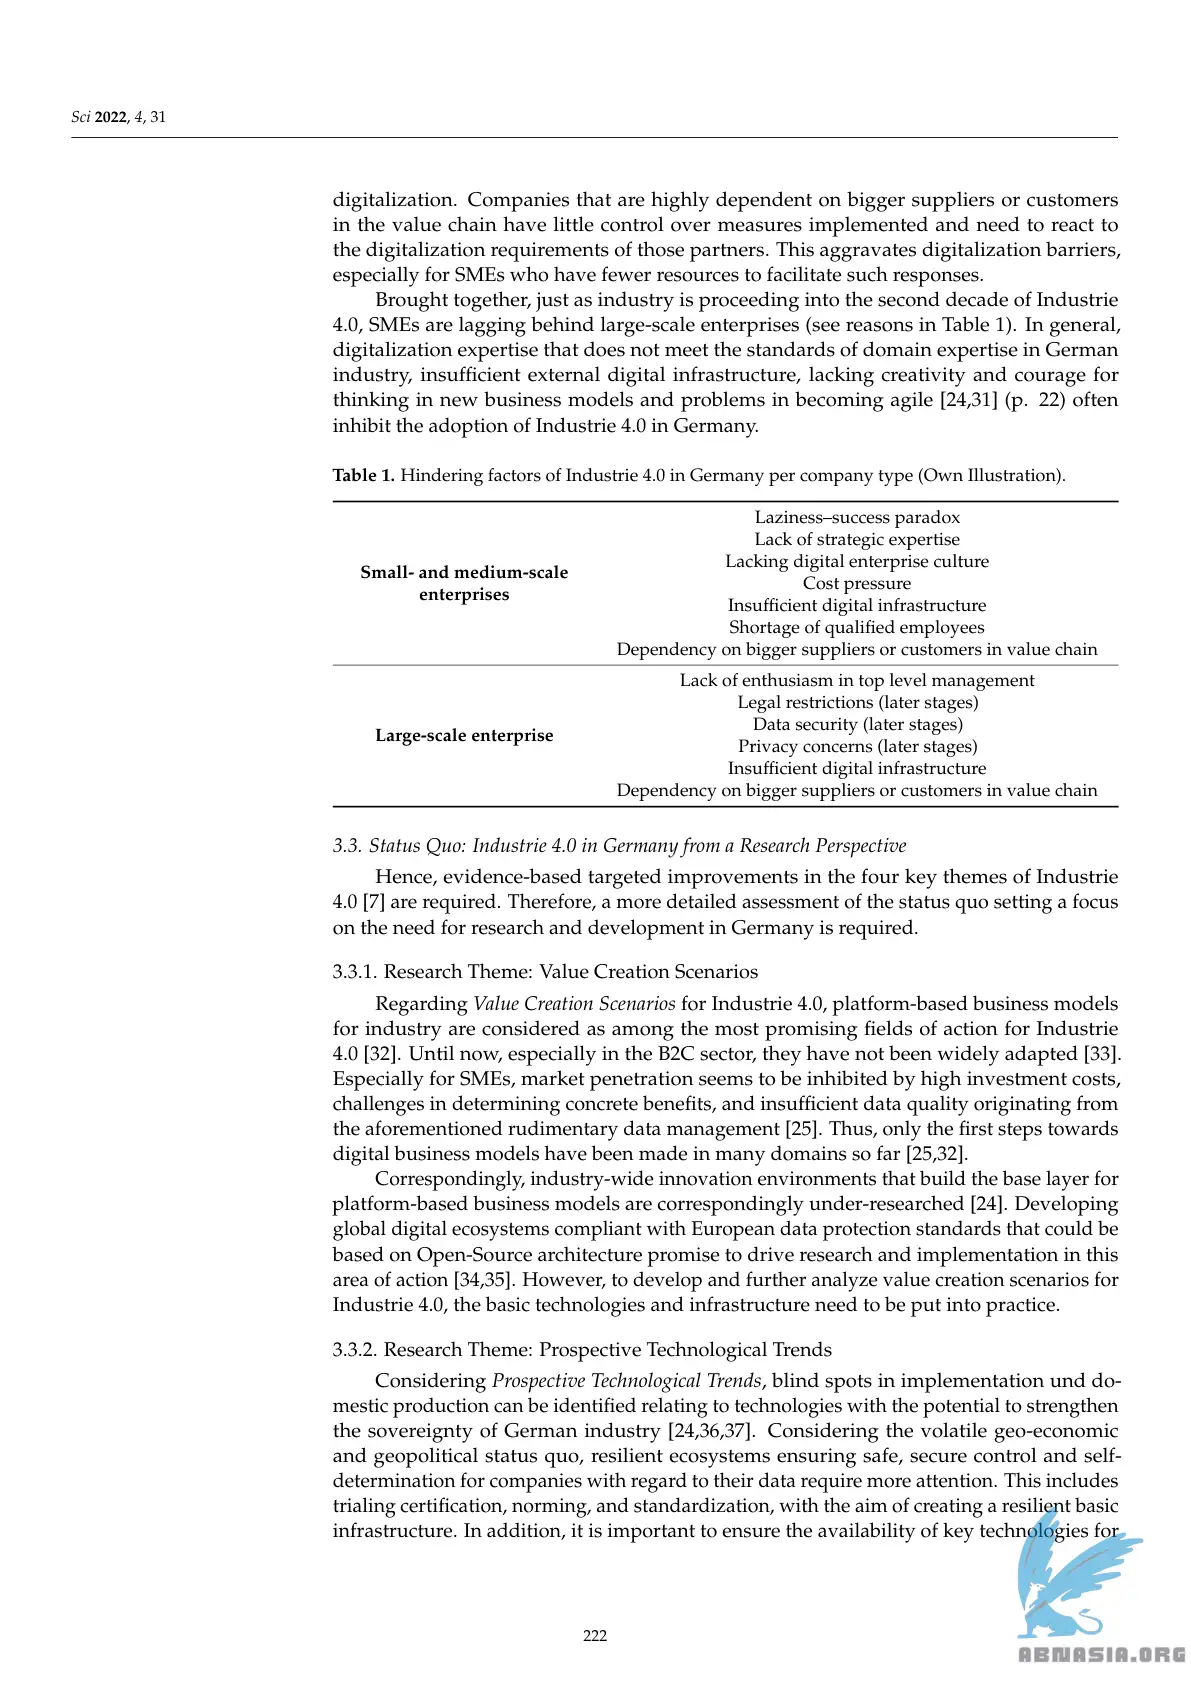 Sci 2022, 4, 31
digitalization. Companies that are highly dependent on bigger suppliers or customers
in the value chain have little control over measures implemented and need to react to
the digitalization requirements of those partners. This aggravates digitalization barriers,
especially for SMEs who have fewer resources to facilitate such responses.
Brought together, just as industry is proceeding into the second decade of Industrie
4.0, SMEs are lagging behind large-scale enterprises (see reasons in Table 1). In general,
digitalization expertise that does not meet the standards of domain expertise in German
industry, insufficient external digital infrastructure, lacking creativity and courage for
thinking in new business models and problems in becoming agile [24,31] (p. 22) often
inhibit the adoption of Industrie 4.0 in Germany.
Table 1. Hindering factors of Industrie 4.0 in Germany per company type (Own Illustration).
Small- and medium-scale
enterprises
Laziness–success paradox
Lack of strategic expertise
Lacking digital enterprise culture
Cost pressure
Insufficient digital infrastructure
Shortage of qualified employees
Dependency on bigger suppliers or customers in value chain
Large-scale enterprise
Lack of enthusiasm in top level management
Legal restrictions (later stages)
Data security (later stages)
Privacy concerns (later stages)
Insufficient digital infrastructure
Dependency on bigger suppliers or customers in value chain
3.3. Status Quo: Industrie 4.0 in Germany from a Research Perspective
Hence, evidence-based targeted improvements in the four key themes of Industrie
4.0 [7] are required. Therefore, a more detailed assessment of the status quo setting a focus
on the need for research and development in Germany is required.
3.3.1. Research Theme: Value Creation Scenarios
Regarding Value Creation Scenarios for Industrie 4.0, platform-based business models
for industry are considered as among the most promising fields of action for Industrie
4.0 [32]. Until now, especially in the B2C sector, they have not been widely adapted [33].
Especially for SMEs, market penetration seems to be inhibited by high investment costs,
challenges in determining concrete benefits, and insufficient data quality originating from
the aforementioned rudimentary data management [25]. Thus, only the first steps towards
digital business models have been made in many domains so far [25,32].
Correspondingly, industry-wide innovation environments that build the base layer for
platform-based business models are correspondingly under-researched [24]. Developing
global digital ecosystems compliant with European data protection standards that could be
based on Open-Source architecture promise to drive research and implementation in this
area of action [34,35]. However, to develop and further analyze value creation scenarios for
Industrie 4.0, the basic technologies and infrastructure need to be put into practice.
3.3.2. Research Theme: Prospective Technological Trends
Considering Prospective Technological Trends, blind spots in implementation und do-
mestic production can be identified relating to technologies with the potential to strengthen
the sovereignty of German industry [24,36,37]. Considering the volatile geo-economic
and geopolitical status quo, resilient ecosystems ensuring safe, secure control and self-
determination for companies with regard to their data require more attention. This includes
trialing certification, norming, and standardization, with the aim of creating a resilient basic
infrastructure. In addition, it is important to ensure the availability of key technologies for
222
ABNASIA.ORG